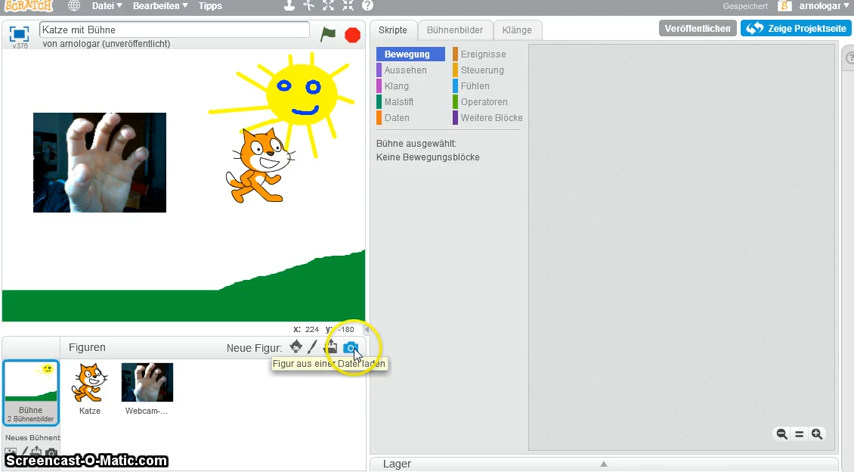 SCRATCH Datei Bearbeiten Tipps Gespeichert arnologar
v376 Katze mit Bühne
von arnologar (unveröffentlicht)
Skripte Bühnenbilder Klänge Veröffentlichen Zeige Projektseite
Bewegung Ereignisse
Aussehen Steuerung
Klang Fühlen
Malstift Operatoren
Daten Weitere Blöcke
Bühne ausgewählt:
Keine Bewegungsblöcke
x: 224 y: -180
Figuren Neue Figur:
Figur aus einer Datei laden
Bühne
2 Bühnenbilder
Katze Webcam-...
Neues Bühnenb
Screencast-O-Matic.com
Lager